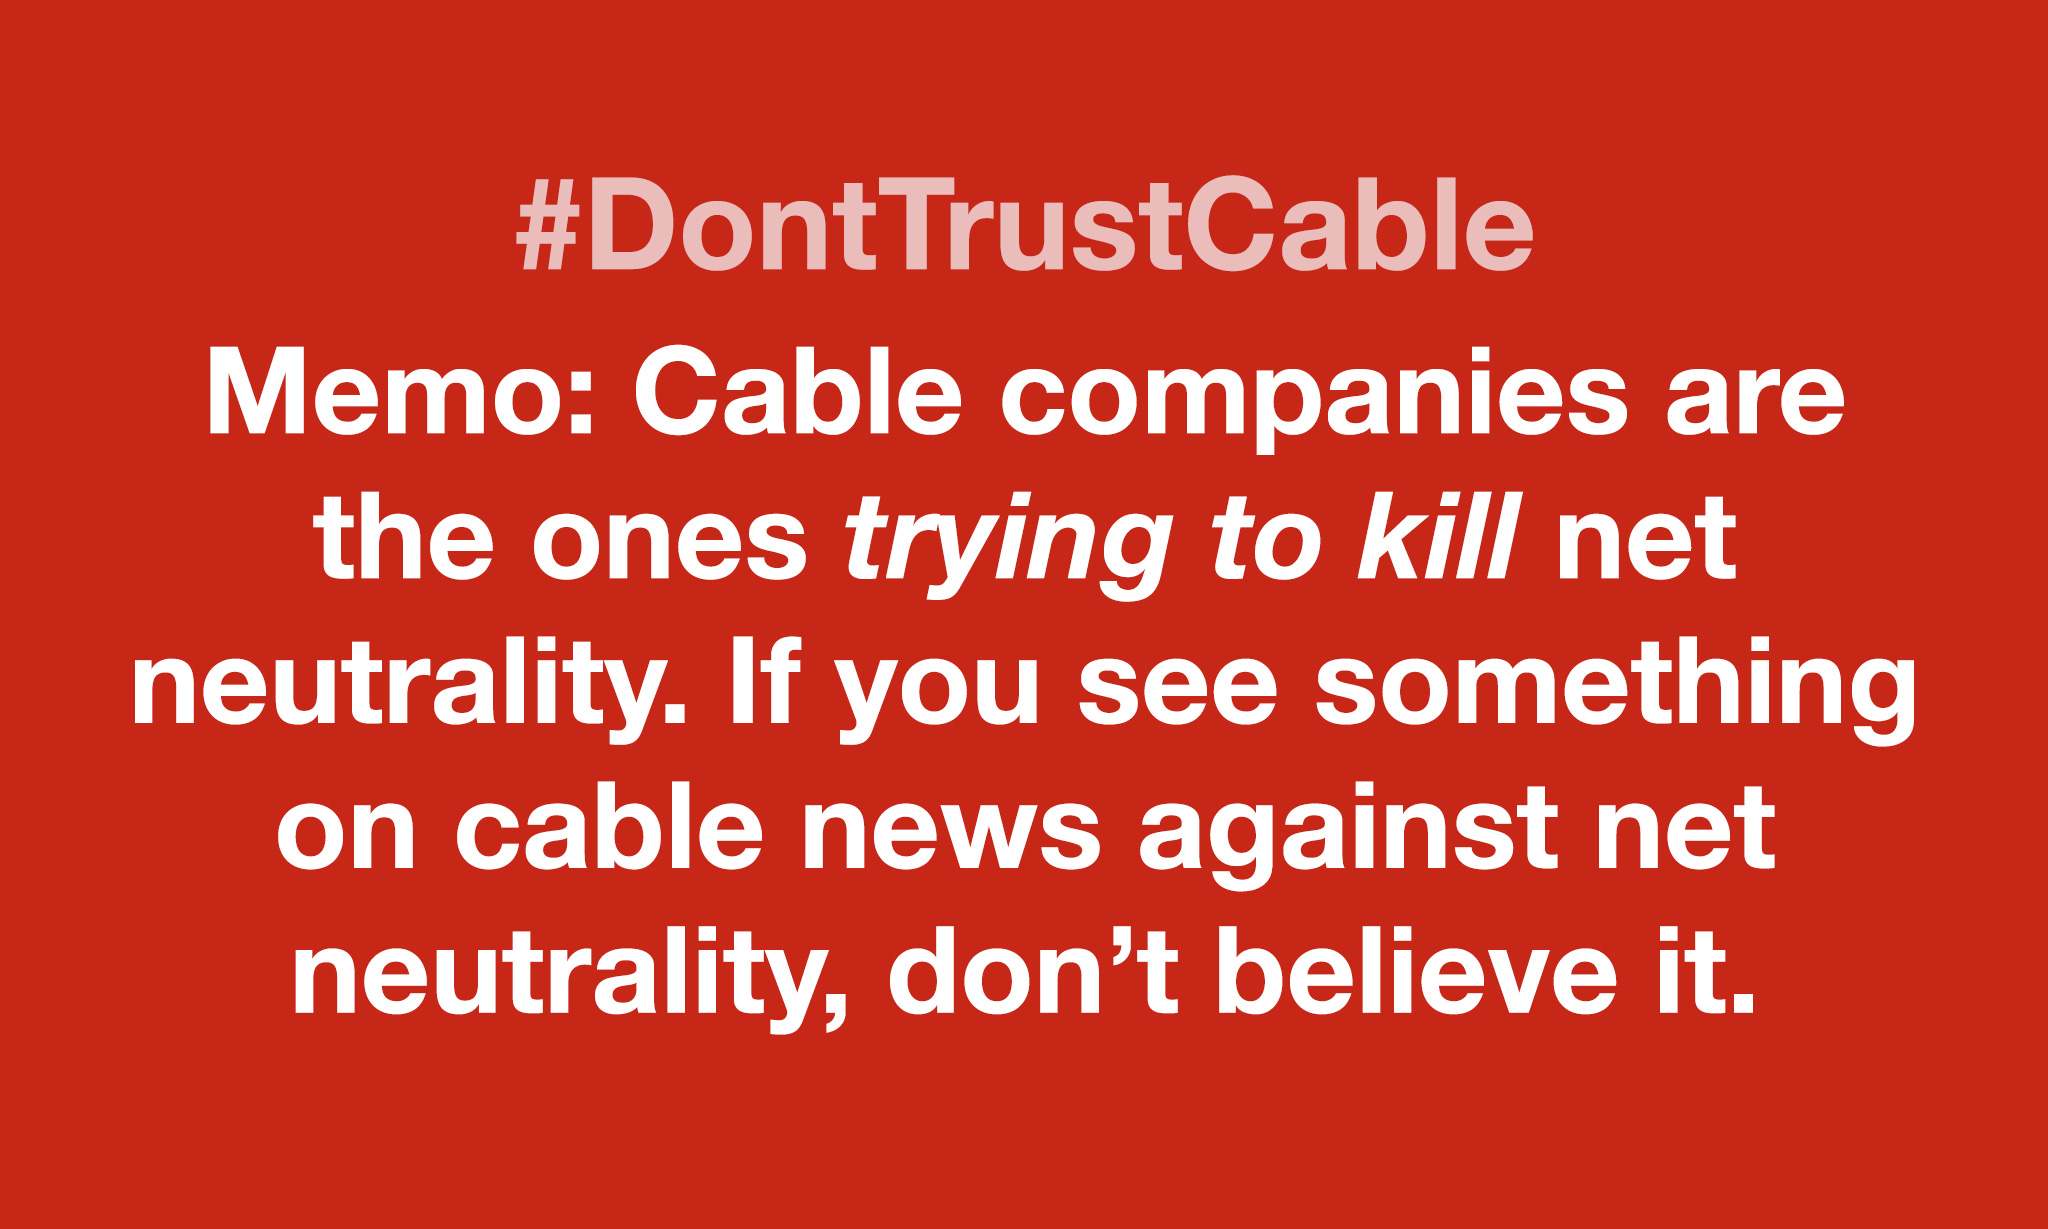 #DontTrustCable
Memo: Cable companies are
the ones trying to kill net
neutrality. If you see something
on cable news against net
neutrality, don’t believe it.